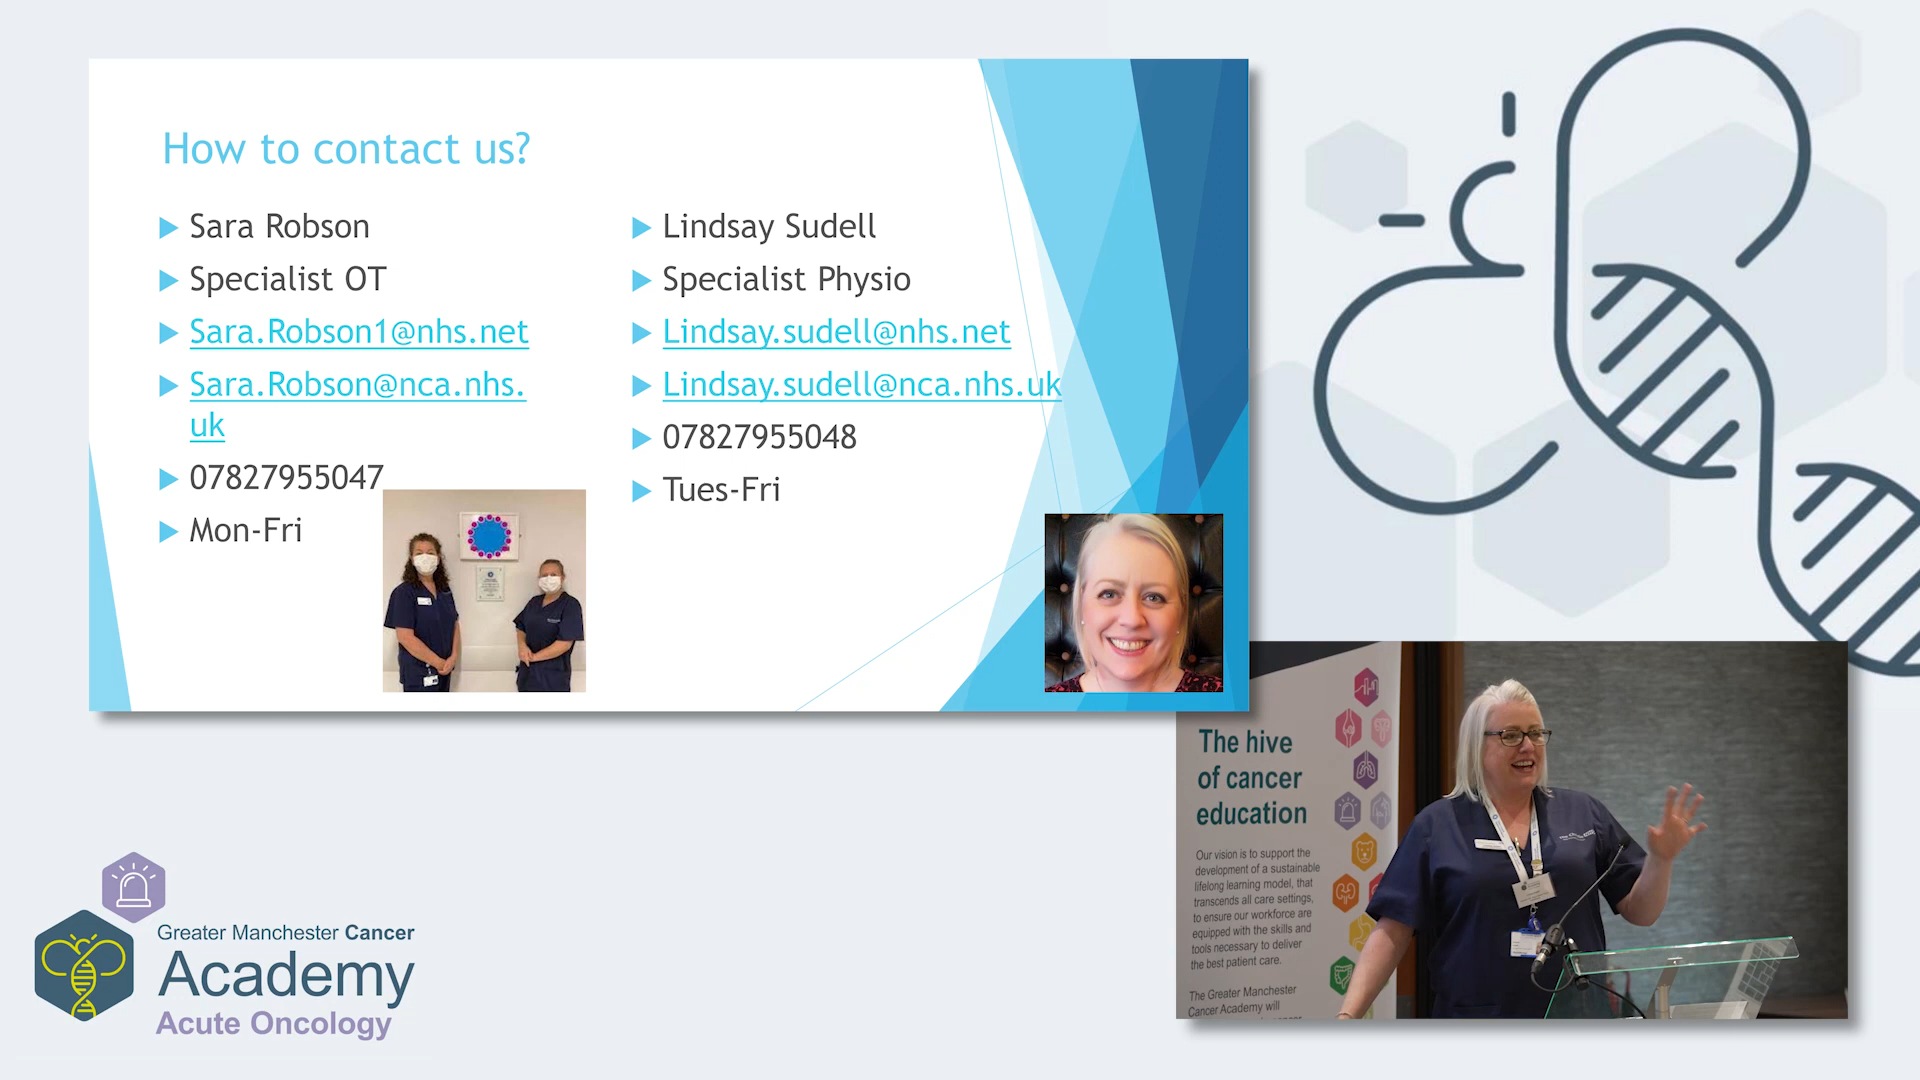 How to contact us?
Sara Robson
Specialist OT
Sara.Robson1@nhs.net
Sara.Robson@nca.nhs.
uk
07827955047
Mon-Fri
Lindsay Sudell
Specialist Physio
Lindsay.sudell@nhs.net
Lindsay.sudell@nca.nhs.uk
07827955048
Tues-Fri
The hive
of cancer
education
Our vision is to support the
development of a sustainable
lifelong learning model, that
transcends all care settings,
to ensure our workforce are
equipped with the skills and
tools necessary to deliver
the best patient care.
The Greater Manchester
Cancer Academy will
Greater Manchester Cancer
Academy
Acute Oncology